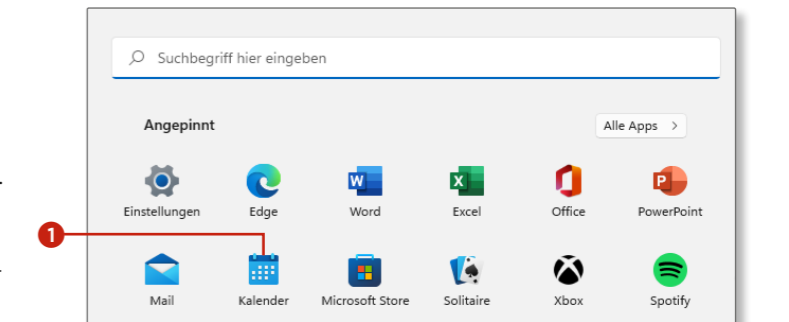 Suchbegriff hier eingeben
Angepinnt
Alle Apps >
Einstellungen Edge Word Excel Office PowerPoint
1
Mail Kalender Microsoft Store Solitaire Xbox Spotify